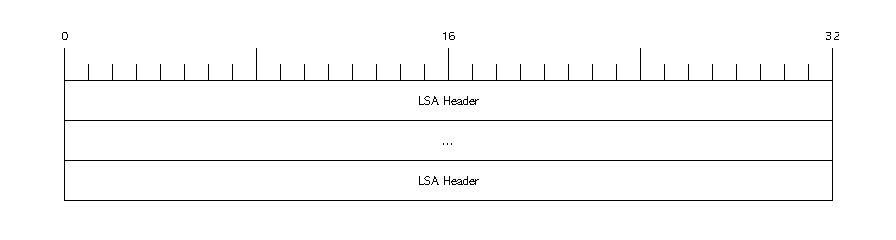 0 16 32
LSA Header
...
LSA Header